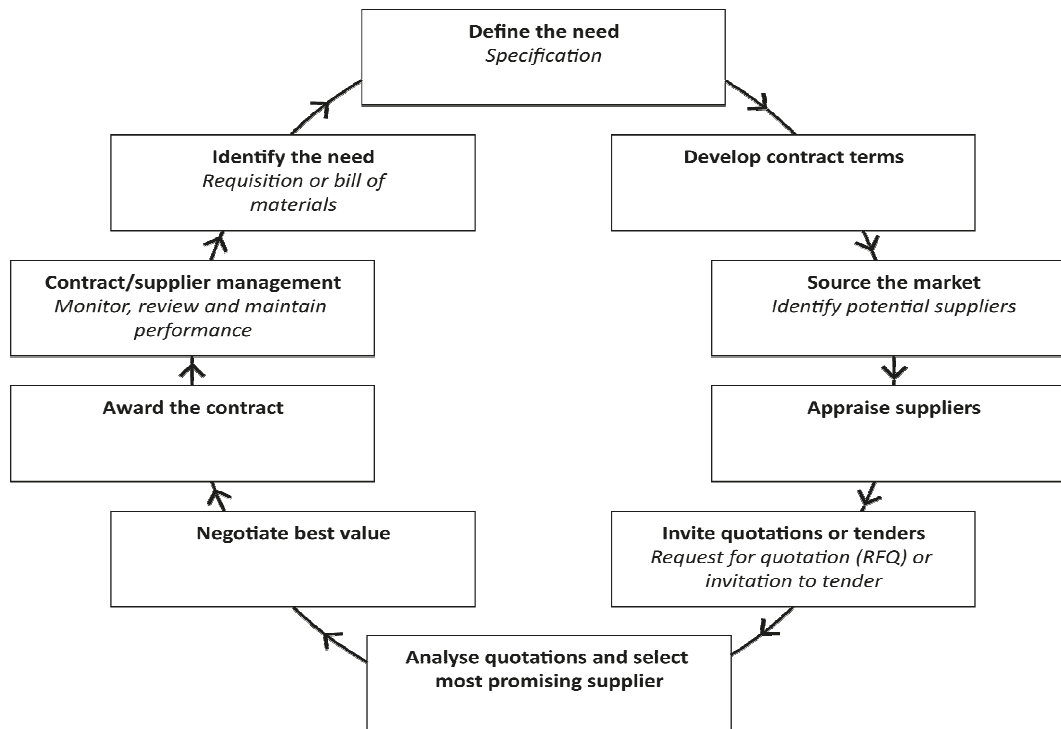 Define the need
Specification
Identify the need
Requisition or bill of
materials
Develop contract terms
Contract/supplier management
Monitor, review and maintain
performance
Source the market
Identify potential suppliers
Award the contract
Appraise suppliers
Negotiate best value
Invite quotations or tenders
Request for quotation (RFQ) or
invitation to tender
Analyse quotations and select
most promising supplier